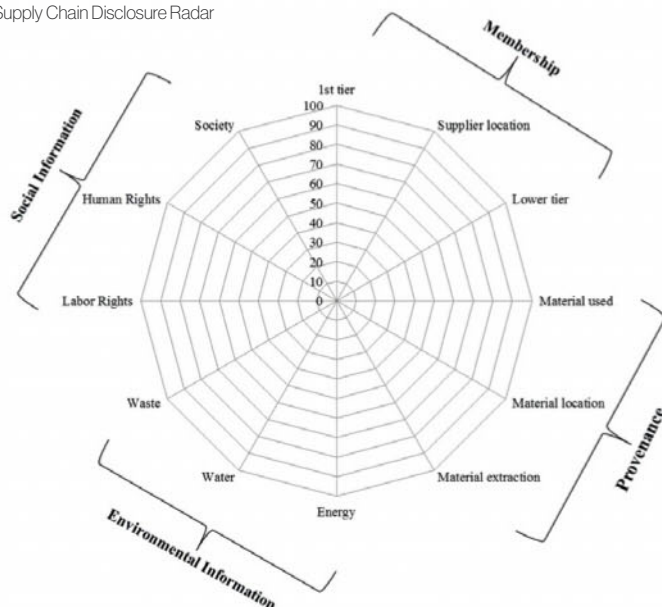 Supply Chain Disclosure Radar
Membership
1st tier
100
90
80
70
60
50
40
30
20
10
0
Society
Supplier location
Social Information
Human Rights
Lower tier
Labor Rights
Material used
Waste
Material location
Provenance
Water
Material extraction
Energy
Environmental Information